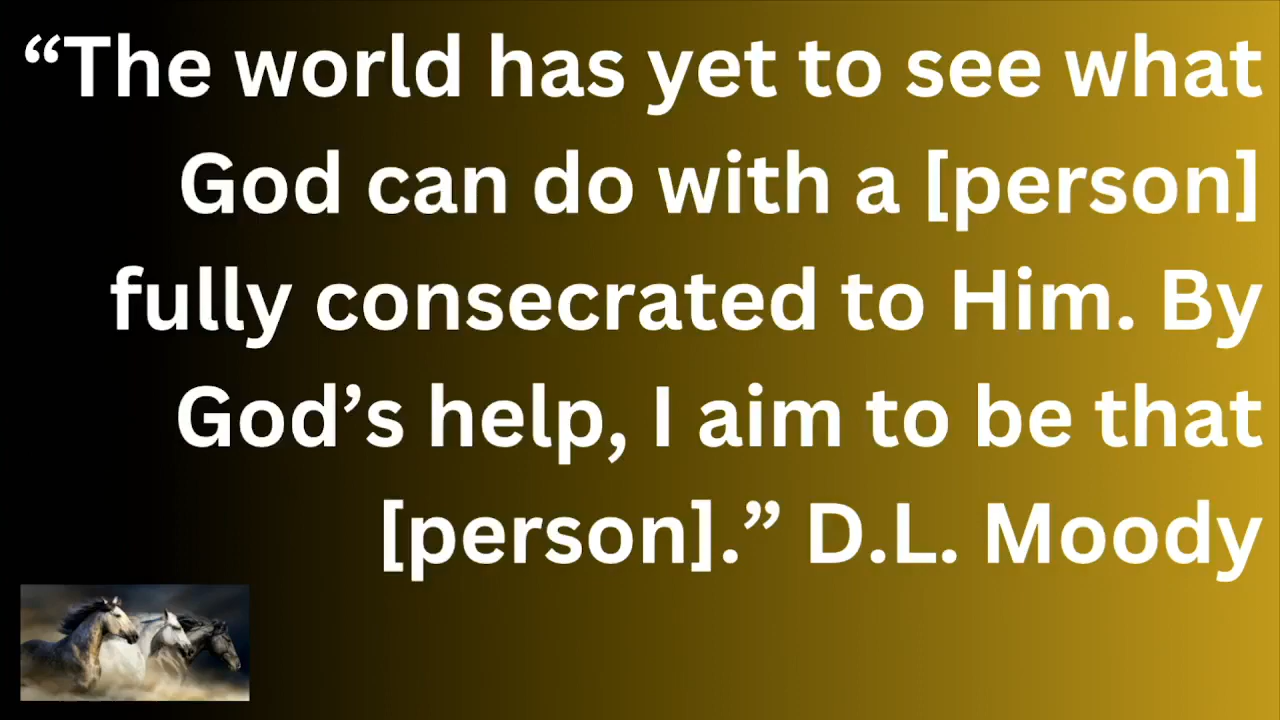 “The world has yet to see what
God can do with a [person]
fully consecrated to Him. By
God’s help, I aim to be that
[person].” D.L. Moody